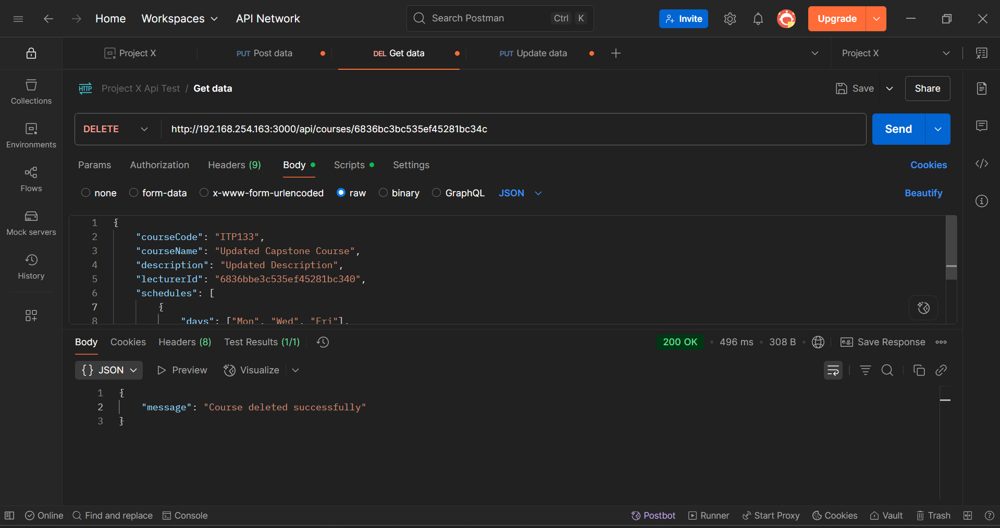 Home Workspaces API Network Search Postman Ctrl K Invite Upgrade
Project X PUT Post data DEL Get data PUT Update data Project X
HTTP Project X Api Test / Get data Save Share
DELETE http://192.168.254.163:3000/api/courses/6836bc3bc535ef45281bc34c Send
Params Authorization Headers (9) Body Scripts Settings Cookies
none form-data x-www-form-urlencoded raw binary GraphQL JSON Beautify
Collections
Environments
Flows
Mock servers
History
1 {
2 "courseCode": "ITP133",
3 "courseName": "Updated Capstone Course",
4 "description": "Updated Description",
5 "lecturerId": "6836bbe3c535ef45281bc340",
6 "schedules": [
7 {
8 "days": ["Mon", "Wed", "Fri"],
Body Cookies Headers (8) Test Results (1/1) 200 OK • 496 ms • 308 B • e.g. Save Response
{} JSON Preview Visualize
1 {
2 "message": "Course deleted successfully"
3 }
Online Find and replace Console Postbot Runner Start Proxy Cookies Vault Trash